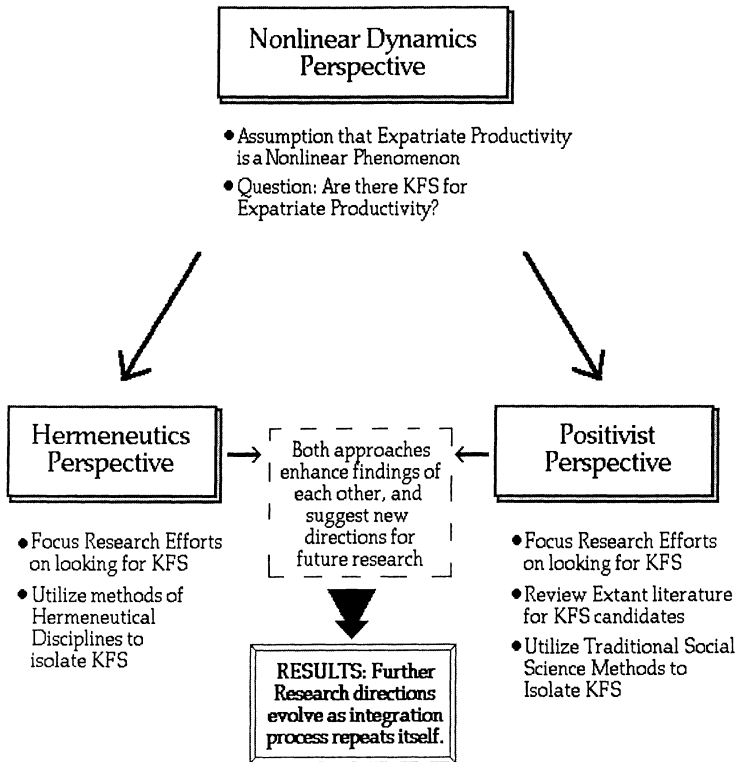 Nonlinear Dynamics
Perspective
• Assumption that Expatriate Productivity
is a Nonlinear Phenomenon
• Question: Are there KFS for
Expatriate Productivity?
Hermeneutics
Perspective
• Focus Research Efforts
on looking for KFS
• Utilize methods of
Hermeneutical
Disciplines to
isolate KFS
Both approaches
enhance findings of
each other, and
suggest new
directions for
future research
Positivist
Perspective
• Focus Research Efforts
on looking for KFS
• Review Extant literature
for KFS candidates
• Utilize Traditional Social
Science Methods to
Isolate KFS
RESULTS: Further
Research directions
evolve as integration
process repeats itself.